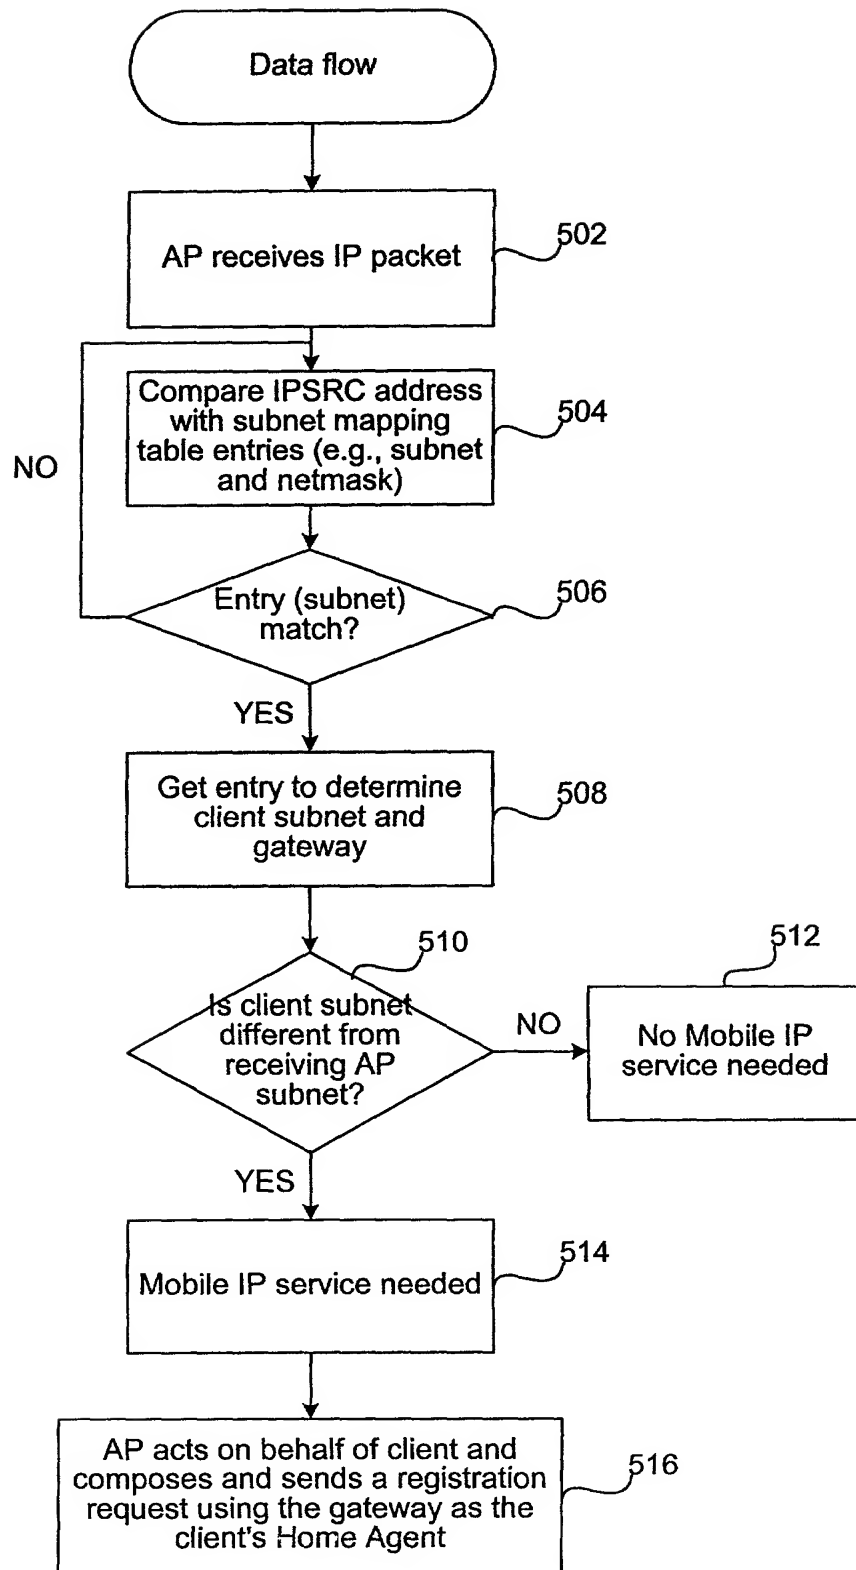 Data flow
AP receives IP packet
502
Compare IPSRC address
with subnet mapping
table entries (e.g., subnet
and netmask)
504
NO
Entry (subnet)
match?
506
YES
Get entry to determine
client subnet and
gateway
508
510
Is client subnet
different from
receiving AP
subnet?
NO
512
No Mobile IP
service needed
YES
Mobile IP service needed
514
AP acts on behalf of client and
composes and sends a registration
request using the gateway as the
client's Home Agent
516